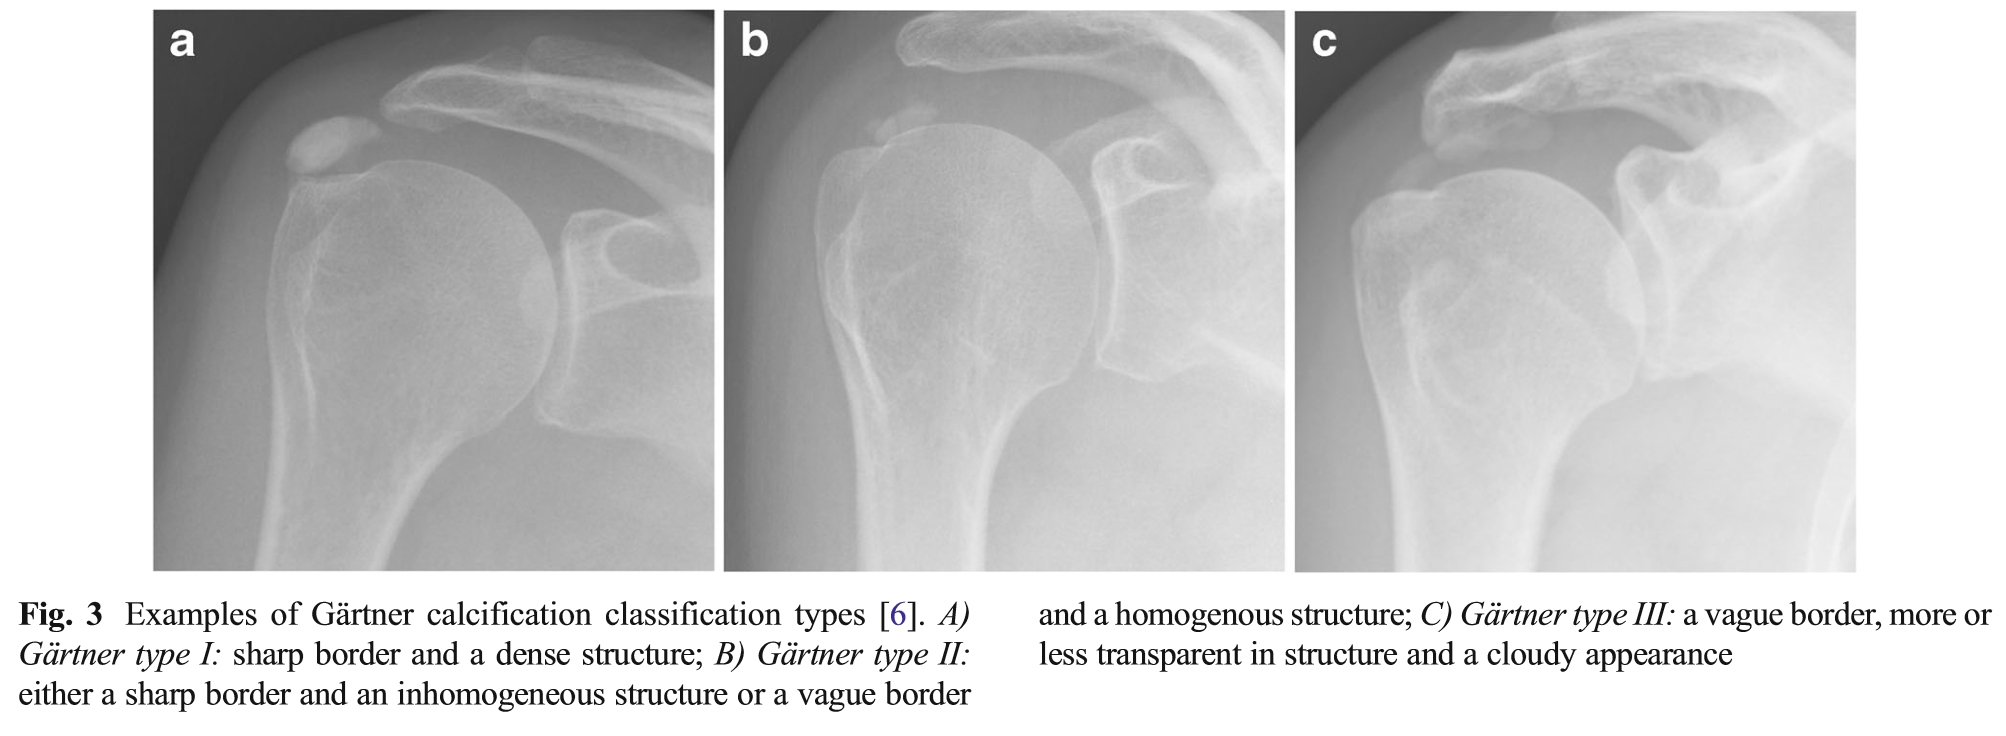 a
b
c
Fig. 3 Examples of Gärtner calcification classification types [6]. A)
Gärtner type I: sharp border and a dense structure; B) Gärtner type II:
either a sharp border and an inhomogeneous structure or a vague border
and a homogenous structure; C) Gärtner type III: a vague border, more or
less transparent in structure and a cloudy appearance